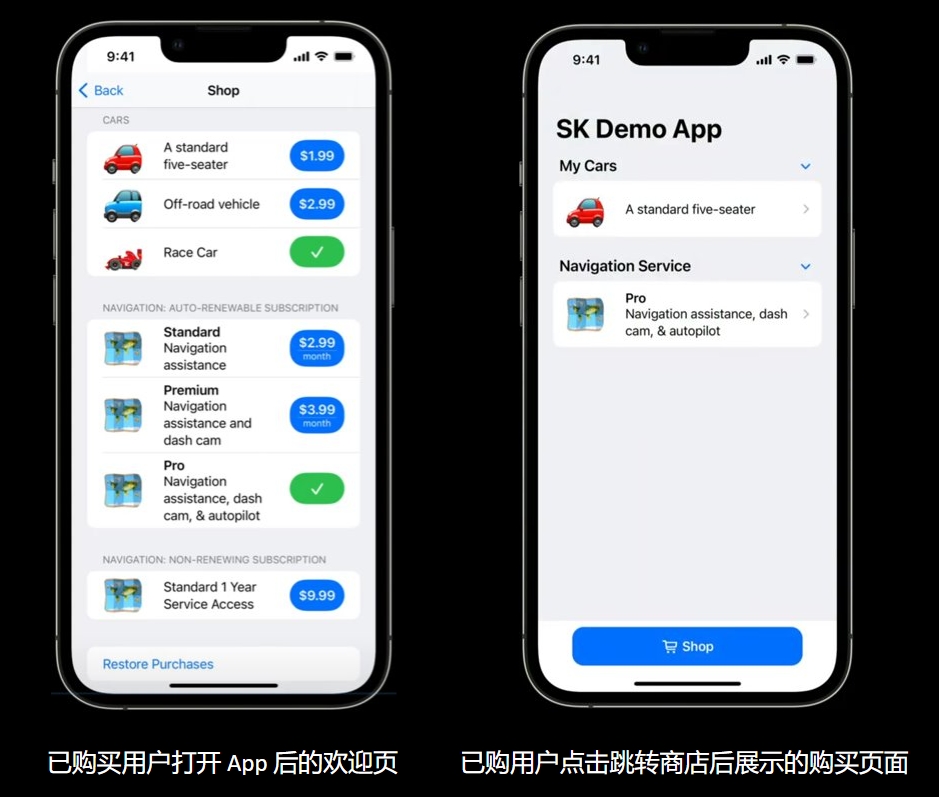 9:41
Back
Shop
CARS
A standard
five-seater
$1.99
Off-road vehicle
$2.99
Race Car
NAVIGATION: AUTO-RENEWABLE SUBSCRIPTION
Standard
Navigation
assistance
$2.99
month
Premium
Navigation
assistance and
dash cam
$3.99
month
Pro
Navigation
assistance, dash
cam, & autopilot
NAVIGATION: NON-RENEWING SUBSCRIPTION
Standard 1 Year
Service Access
$9.99
Restore Purchases
已购买用户打开 App 后的欢迎页
9:41
SK Demo App
My Cars
A standard five-seater
Navigation Service
Pro
Navigation assistance, dash
cam, & autopilot
Shop
已购用户点击跳转商店后展示的购买页面